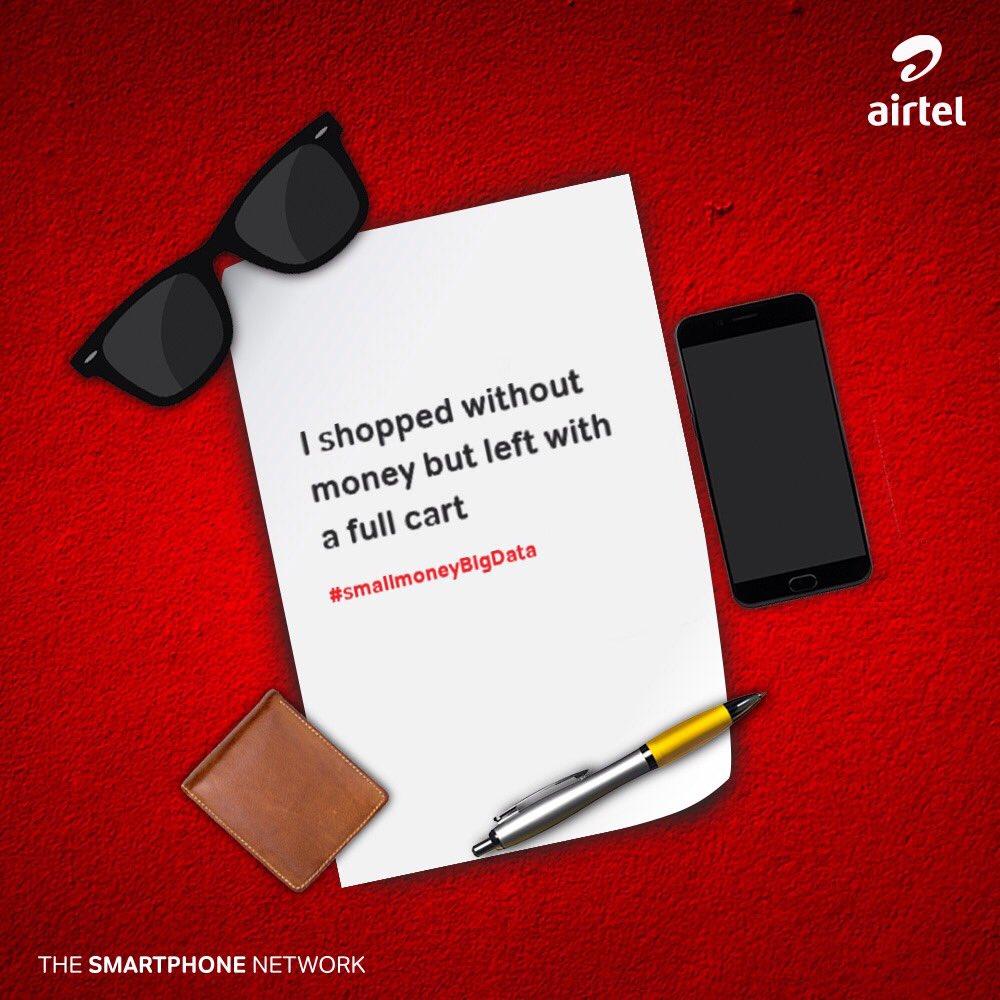 airtel
I shopped without
money but left with
a full cart
#smallmoneyBigData
THE SMARTPHONE NETWORK